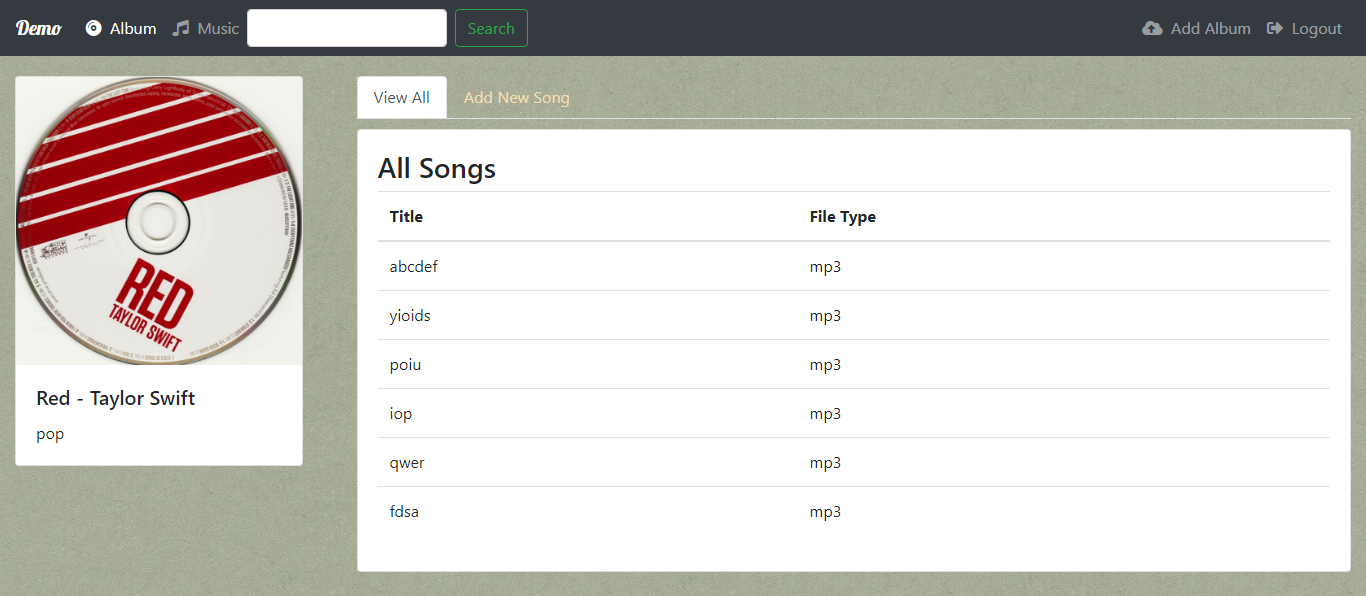 Demo Album Music Search Add Album Logout
RED
TAYLOR SWIFT
Red - Taylor Swift
pop
View All Add New Song
All Songs
Title File Type
abcdef mp3
yioids mp3
poiu mp3
iop mp3
qwer mp3
fdsa mp3